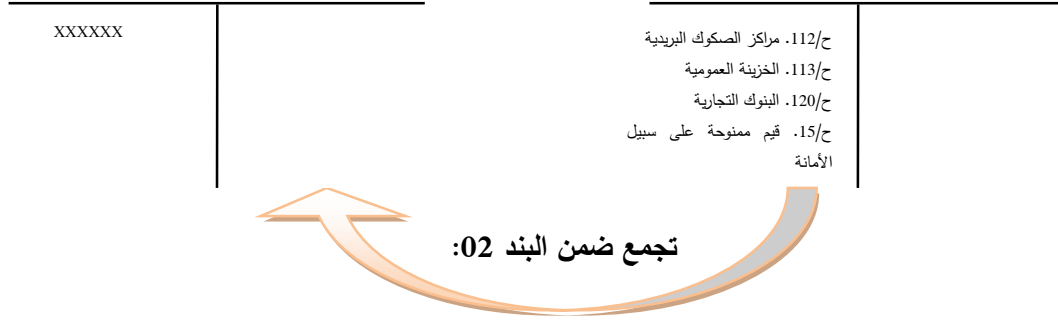 ح/112. مراكز الصكوك البريدية
ح/113. الخزينة العمومية
ح/120. البنوك التجارية
ح/15. قيم ممنوحة على سبيل
الأمانة
XXXXXX
تجمع ضمن البند 02: